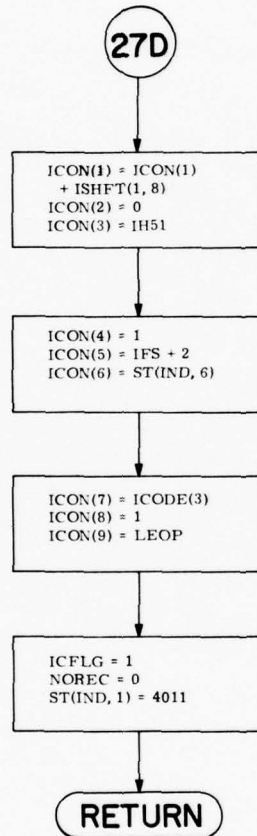 27D
ICON(1) = ICON(1)
+ ISHFT(1, 8)
ICON(2) = 0
ICON(3) = IH51
ICON(4) = 1
ICON(5) = IFS + 2
ICON(6) = ST(IND, 6)
ICON(7) = ICODE(3)
ICON(8) = 1
ICON(9) = LEOP
ICFLG = 1
NOREC = 0
ST(IND, 1) = 4011
RETURN